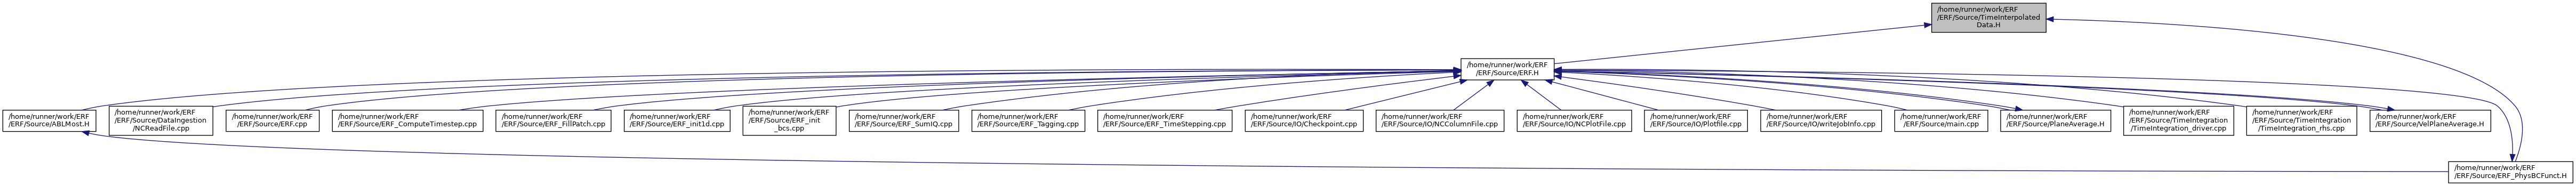 /home/runner/work/ERF
/ERF/Source/TimeInterpolated
Data.H
/home/runner/work/ERF
/ERF/Source/ERF.H
/home/runner/work/ERF
/ERF/Source/ABLMost.H
/home/runner/work/ERF
/ERF/Source/DataIngestion
/NCReadFile.cpp
/home/runner/work/ERF
/ERF/Source/ERF.cpp
/home/runner/work/ERF
/ERF/Source/ERF_ComputeTimestep.cpp
/home/runner/work/ERF
/ERF/Source/ERF_FillPatch.cpp
/home/runner/work/ERF
/ERF/Source/ERF_init1d.cpp
/home/runner/work/ERF
/ERF/Source/ERF_init
_bcs.cpp
/home/runner/work/ERF
/ERF/Source/ERF_SumIQ.cpp
/home/runner/work/ERF
/ERF/Source/ERF_Tagging.cpp
/home/runner/work/ERF
/ERF/Source/ERF_TimeStepping.cpp
/home/runner/work/ERF
/ERF/Source/IO/Checkpoint.cpp
/home/runner/work/ERF
/ERF/Source/IO/NCColumnFile.cpp
/home/runner/work/ERF
/ERF/Source/IO/NCPlotFile.cpp
/home/runner/work/ERF
/ERF/Source/IO/Plotfile.cpp
/home/runner/work/ERF
/ERF/Source/IO/writeJobInfo.cpp
/home/runner/work/ERF
/ERF/Source/main.cpp
/home/runner/work/ERF
/ERF/Source/PlaneAverage.H
/home/runner/work/ERF
/ERF/Source/TimeIntegration
/TimeIntegration_driver.cpp
/home/runner/work/ERF
/ERF/Source/TimeIntegration
/TimeIntegration_rhs.cpp
/home/runner/work/ERF
/ERF/Source/VelPlaneAverage.H
/home/runner/work/ERF
/ERF/Source/ERF_PhysBCFunct.H